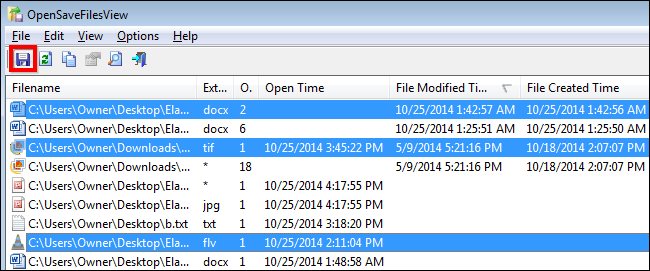 OpenSaveFilesView
File Edit View Options Help
Filename Ext... O. Open Time File Modified Ti... File Created Time
C:\Users\Owner\Desktop\Ela... docx 2 10/25/2014 1:42:57 AM 10/25/2014 1:42:56 AM
C:\Users\Owner\Desktop\Ela... docx 6 10/25/2014 1:25:51 AM 10/25/2014 1:25:50 AM
C:\Users\Owner\Downloads\... tif 1 10/25/2014 3:45:22 PM 5/9/2014 5:21:16 PM 10/18/2014 2:07:07 PM
C:\Users\Owner\Downloads\... * 18 5/9/2014 5:21:16 PM 10/18/2014 2:07:07 PM
C:\Users\Owner\Desktop\Ela... * 1 10/25/2014 4:17:55 PM
C:\Users\Owner\Desktop\Ela... jpg 1 10/25/2014 4:17:55 PM
C:\Users\Owner\Desktop\b.txt txt 1 10/25/2014 3:18:20 PM
C:\Users\Owner\Desktop\Ela... flv 1 10/25/2014 2:11:04 PM
C:\Users\Owner\Desktop\Ela... docx 1 10/25/2014 1:48:58 AM